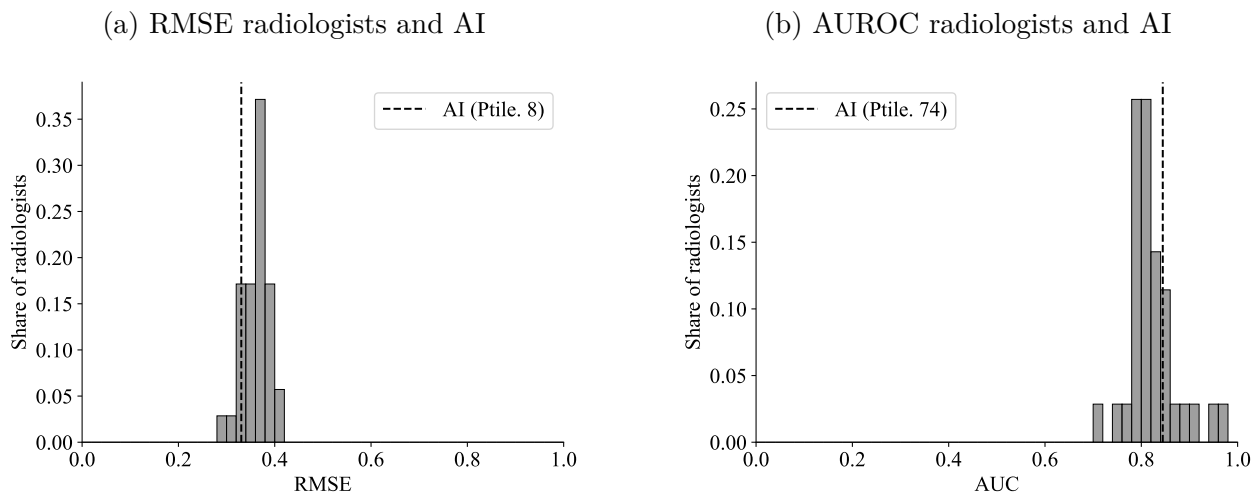 (a) RMSE radiologists and AI
AI (Ptile. 8)
Share of radiologists
0.35
0.30
0.25
0.20
0.15
0.10
0.05
0.00
0.0 0.2 0.4 0.6 0.8 1.0
RMSE
(b) AUROC radiologists and AI
AI (Ptile. 74)
Share of radiologists
0.25
0.20
0.15
0.10
0.05
0.00
0.0 0.2 0.4 0.6 0.8 1.0
AUC